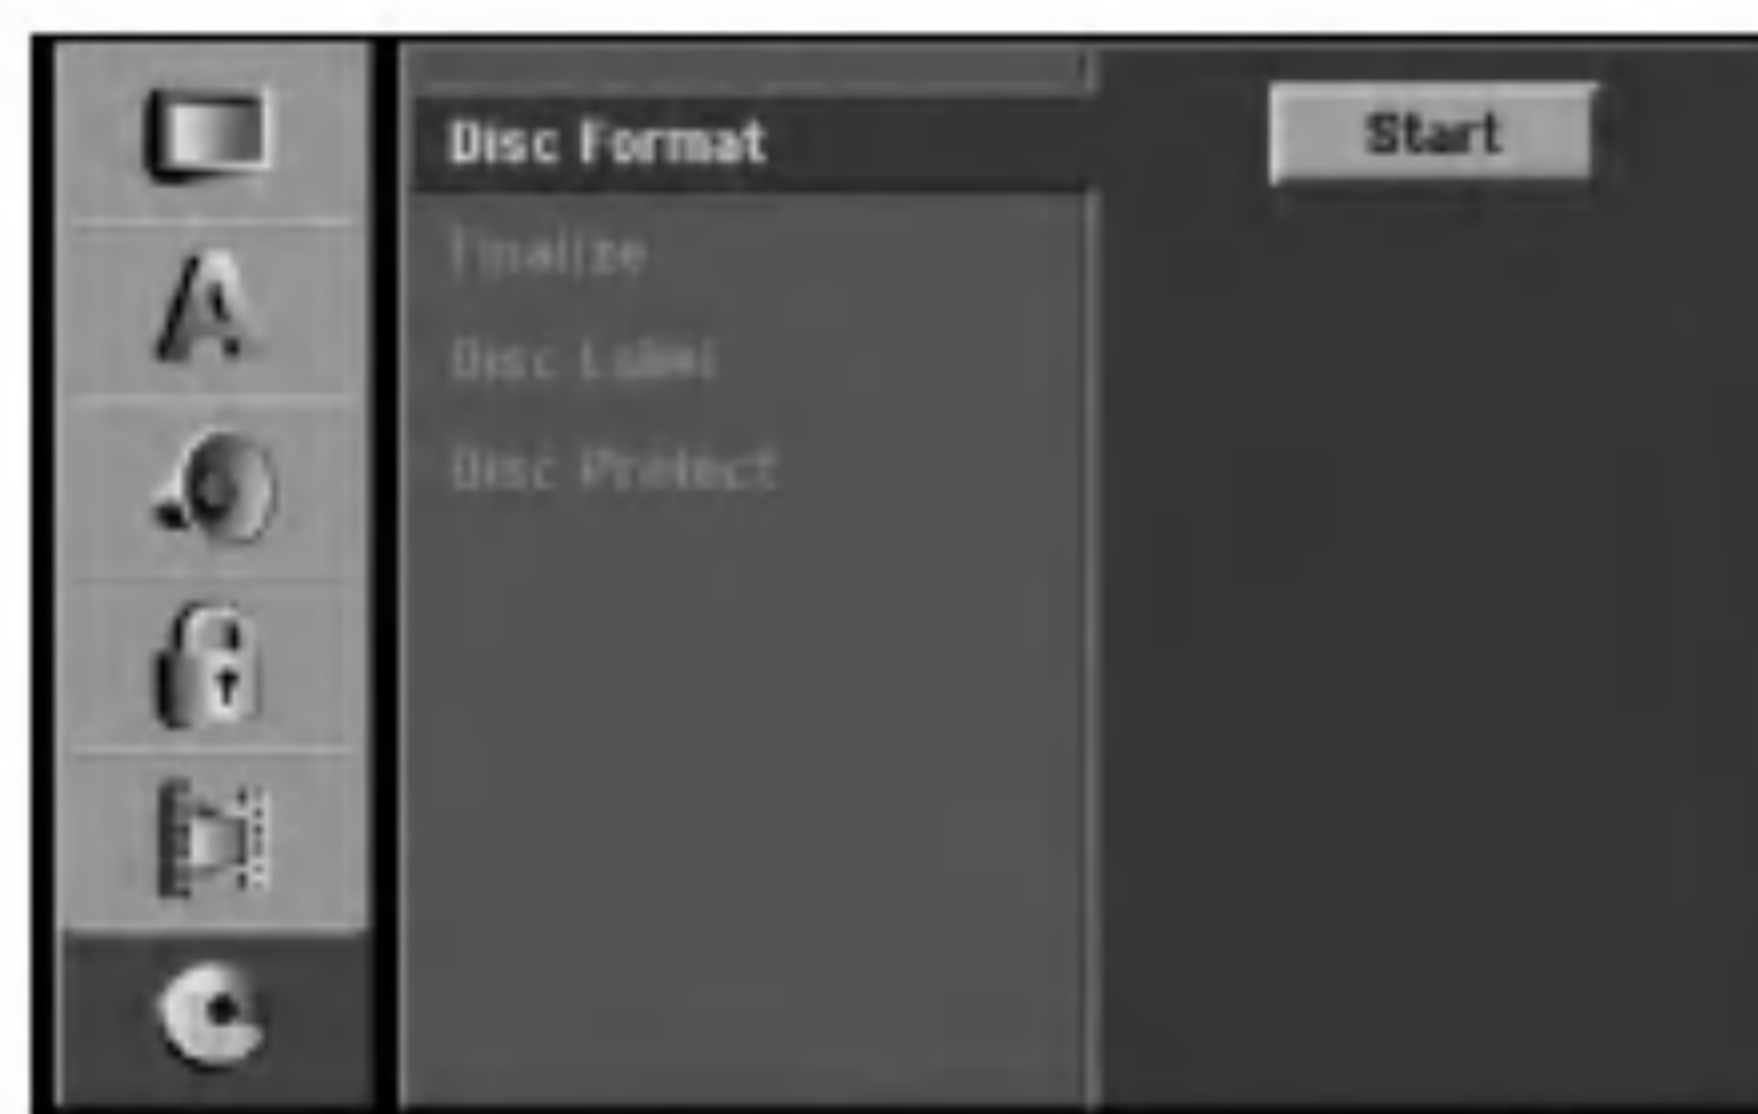 Disc Format
Start
Finalize
Disc Label
Disc Protect